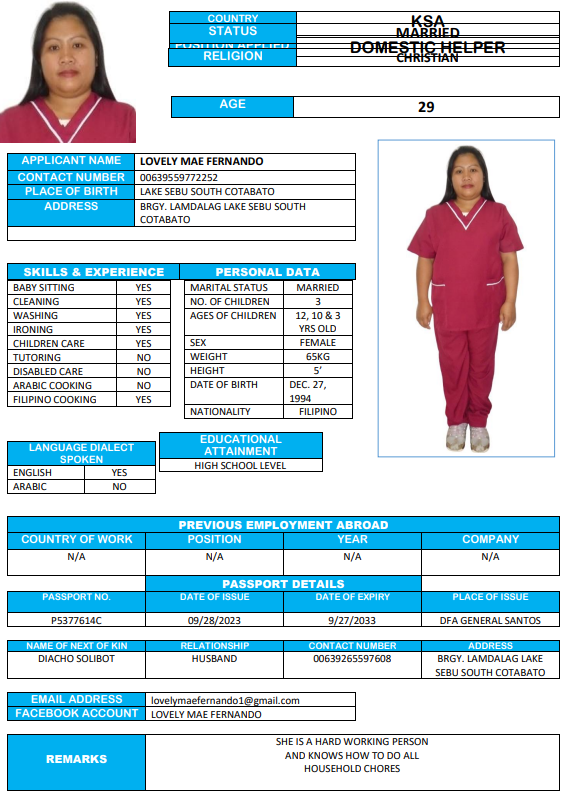 COUNTRY KSA
STATUS MARRIED
POSITION APPLIED DOMESTIC HELPER
RELIGION CHRISTIAN
AGE 29
APPLICANT NAME LOVELY MAE FERNANDO
CONTACT NUMBER 00639559772252
PLACE OF BIRTH LAKE SEBU SOUTH COTABATO
ADDRESS BRGY. LAMDALAG LAKE SEBU SOUTH
COTABATO
SKILLS & EXPERIENCE
BABY SITTING YES
CLEANING YES
WASHING YES
IRONING YES
CHILDREN CARE YES
TUTORING NO
DISABLED CARE NO
ARABIC COOKING NO
FILIPINO COOKING YES
PERSONAL DATA
MARITAL STATUS MARRIED
NO. OF CHILDREN 3
AGES OF CHILDREN 12, 10 & 3
YRS OLD
SEX FEMALE
WEIGHT 65KG
HEIGHT 5’
DATE OF BIRTH DEC. 27,
1994
NATIONALITY FILIPINO
LANGUAGE DIALECT
SPOKEN
ENGLISH YES
ARABIC NO
EDUCATIONAL
ATTAINMENT
HIGH SCHOOL LEVEL
PREVIOUS EMPLOYMENT ABROAD
COUNTRY OF WORK POSITION YEAR COMPANY
N/A N/A N/A N/A
PASSPORT DETAILS
PASSPORT NO. DATE OF ISSUE DATE OF EXPIRY PLACE OF ISSUE
P5377614C 09/28/2023 9/27/2033 DFA GENERAL SANTOS
NAME OF NEXT OF KIN RELATIONSHIP CONTACT NUMBER ADDRESS
DIACHO SOLIBOT HUSBAND 00639265597608 BRGY. LAMDALAG LAKE
SEBU SOUTH COTABATO
EMAIL ADDRESS lovelymaefernando1@gmail.com
FACEBOOK ACCOUNT LOVELY MAE FERNANDO
REMARKS
SHE IS A HARD WORKING PERSON
AND KNOWS HOW TO DO ALL
HOUSEHOLD CHORES